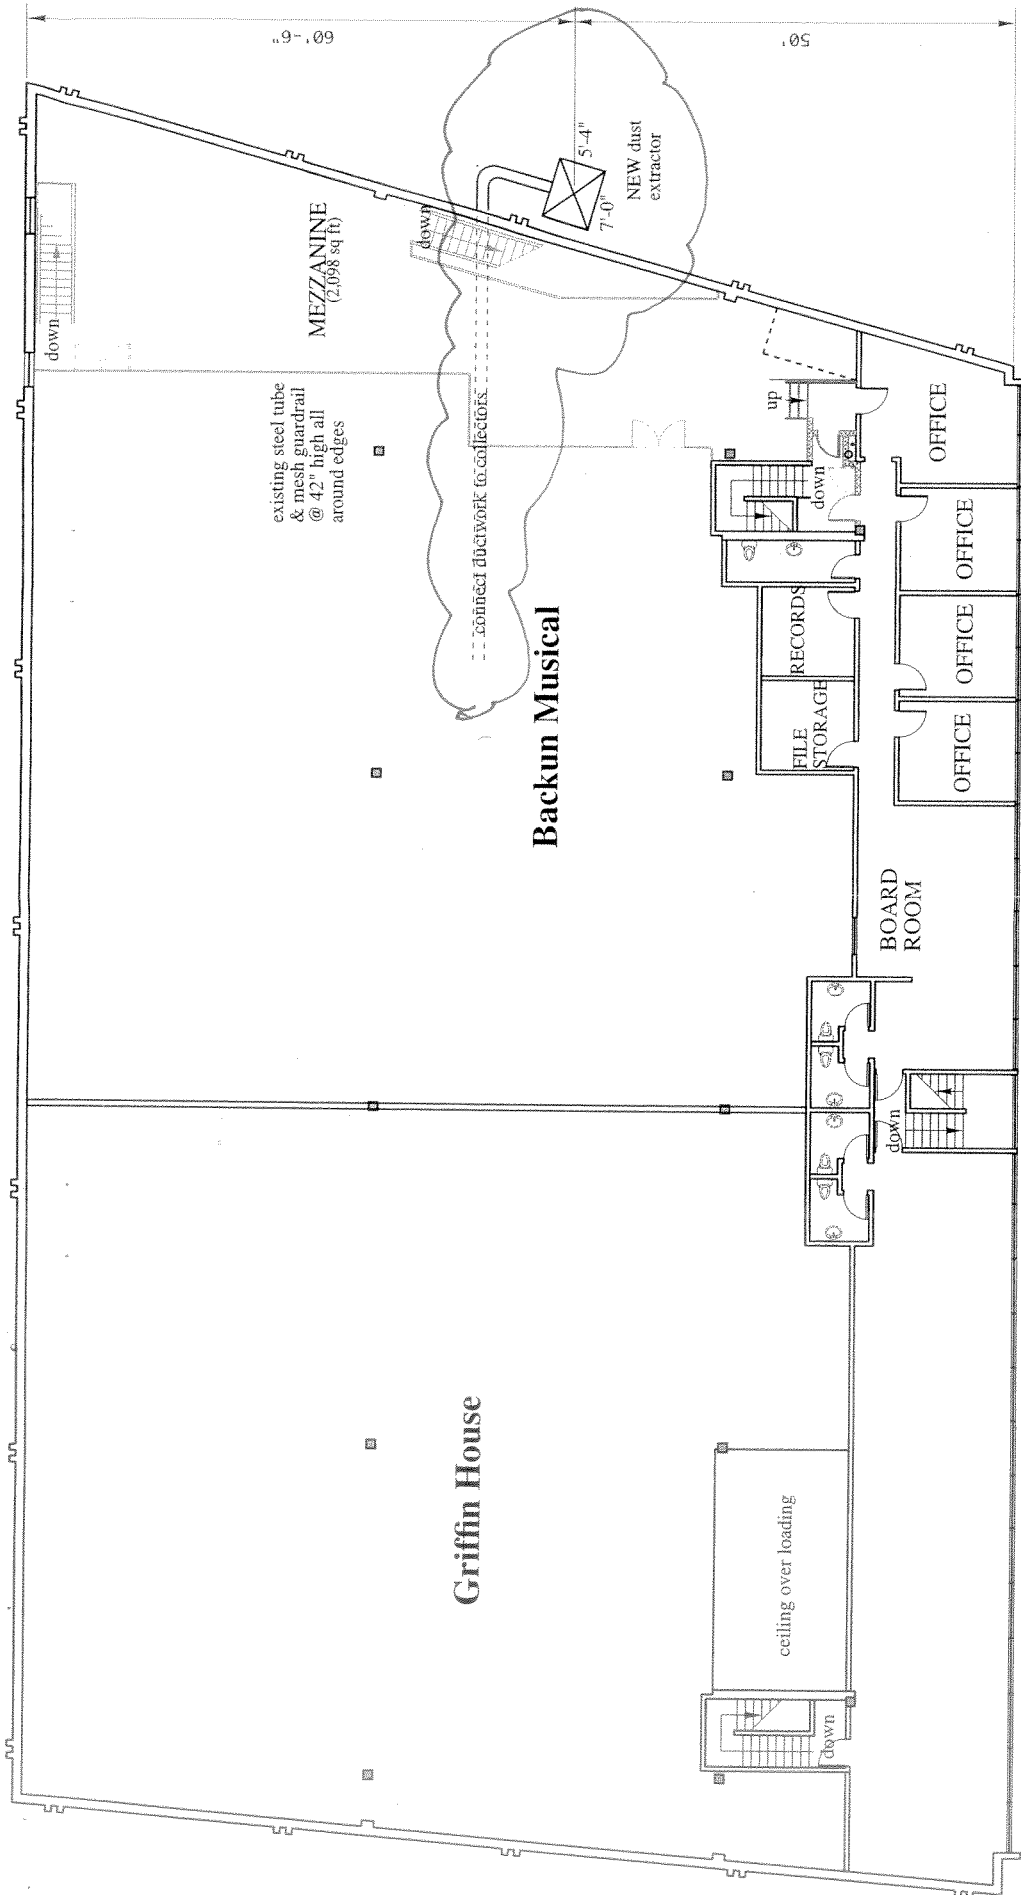 60'-6"
50'
MEZZANINE
(2,098 sq ft)
down
down
5'-4"
7'-0"
NEW dust
extractor
existing steel tube
& mesh guardrail
@ 42" high all
around edges
connect ductwork to collectors
Backun Musical
up
down
OFFICE
OFFICE
OFFICE
OFFICE
RECORDS
FILE
STORAGE
BOARD
ROOM
down
Griffin House
ceiling over loading
down